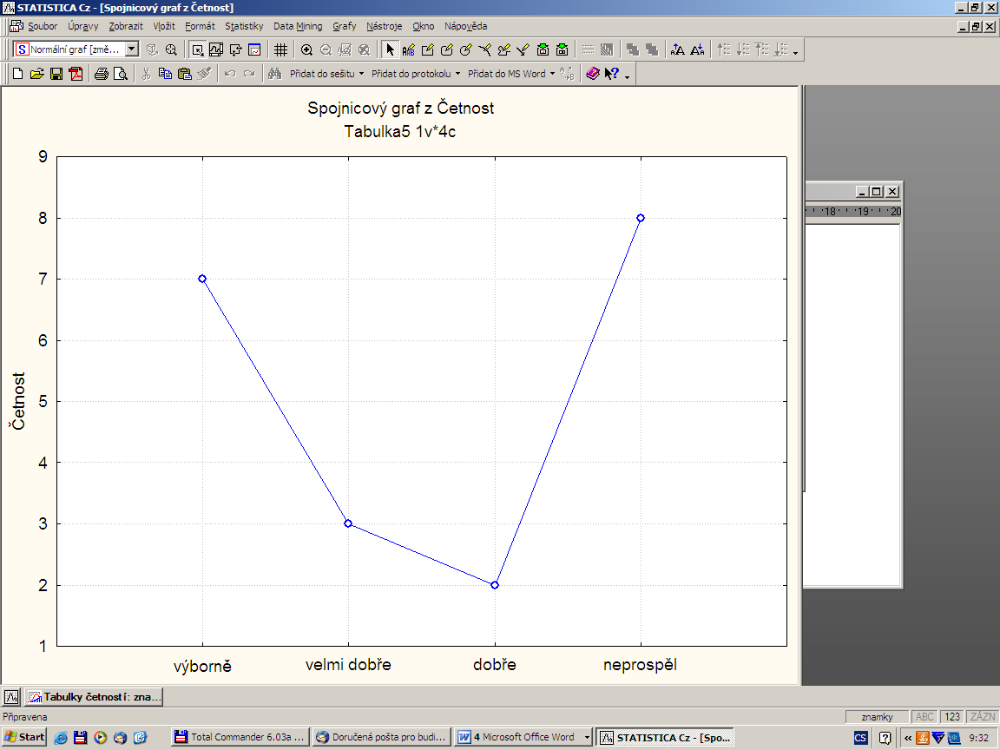 STATISTICA Cz - [Spojnicový graf z Četnost]
Soubor Úpravy Zobrazit Vložit Formát Statistiky Data Mining Grafy Nástroje Okno Nápověda
Normální graf [změ...
Přidat do sešitu Přidat do protokolu Přidat do MS Word
Spojnicový graf z Četnost
Tabulka5 1v*4c
9
8
7
6
5
4
3
2
1
Četnost
výborně velmi dobře dobře neprospěl
18 19 20
Tabulky četností: zna...
Připravena
znamky ABC 123 ZÁZN
Start Total Commander 6.03a ... Doručená pošta pro budi... 4 Microsoft Office Word STATISTICA Cz - [Spo... CS « 9:32